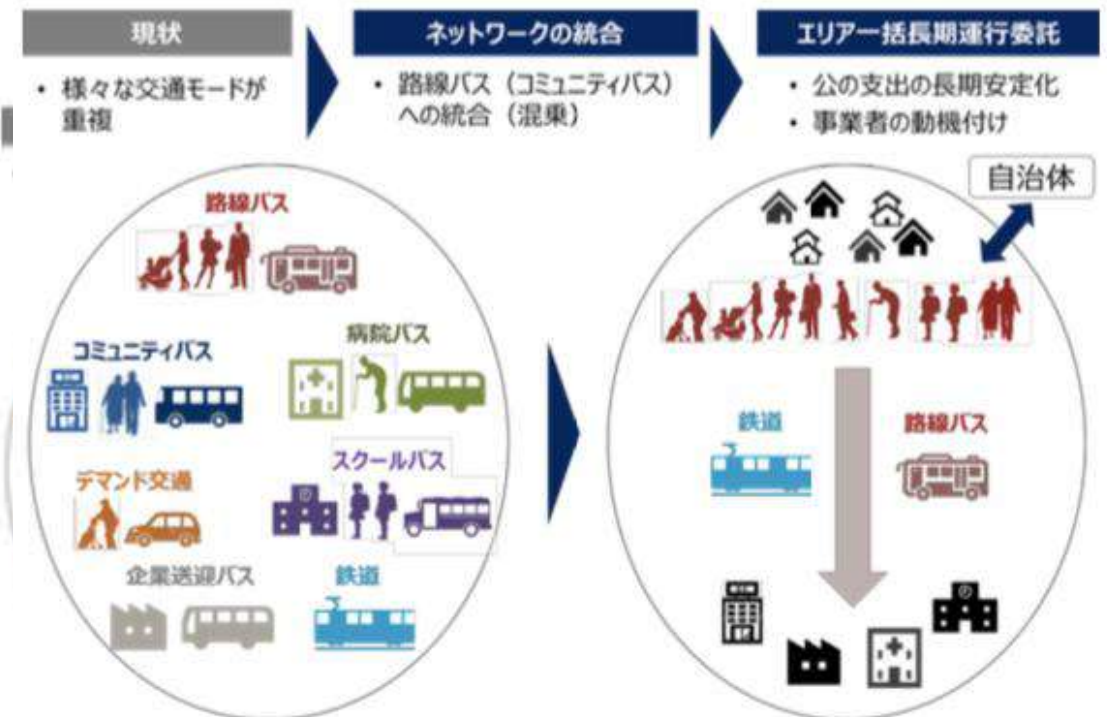 現状
ネットワークの統合
エリア一括長期運行委託
・ 様々な交通モードが
重複
・ 路線バス（コミュニティバス）
への統合（混乗）
・ 公の支出の長期安定化
・ 事業者の動機付け
自治体
路線バス
コミュニティバス
病院バス
デマンド交通
スクールバス
企業送迎バス
鉄道
鉄道
路線バス